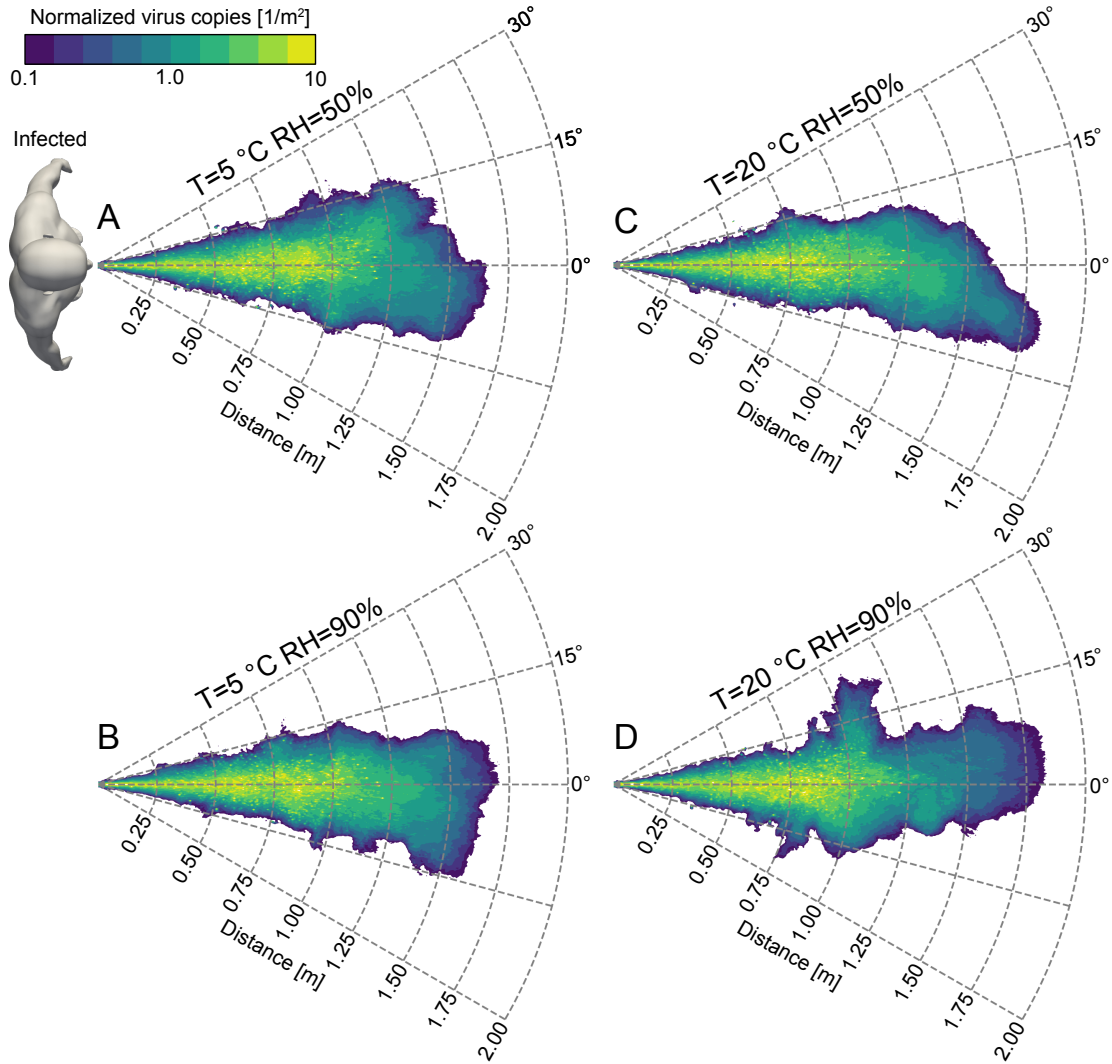 Normalized virus copies [1/m²]
0.1 1.0 10
Infected
A
T=5 °C RH=50%
30°
15°
0°
0.25
0.50
0.75
1.00
1.25
1.50
1.75
2.00
Distance [m]
C
T=20 °C RH=50%
30°
15°
0°
0.25
0.50
0.75
1.00
1.25
1.50
1.75
2.00
Distance [m]
B
T=5 °C RH=90%
30°
15°
0°
0.25
0.50
0.75
1.00
1.25
1.50
1.75
2.00
Distance [m]
D
T=20 °C RH=90%
30°
15°
0°
0.25
0.50
0.75
1.00
1.25
1.50
1.75
2.00
Distance [m]